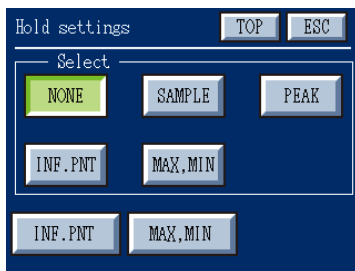 Hold settings TOP ESC
Select
NONE SAMPLE PEAK
INF.PNT MAX,MIN
INF.PNT MAX,MIN